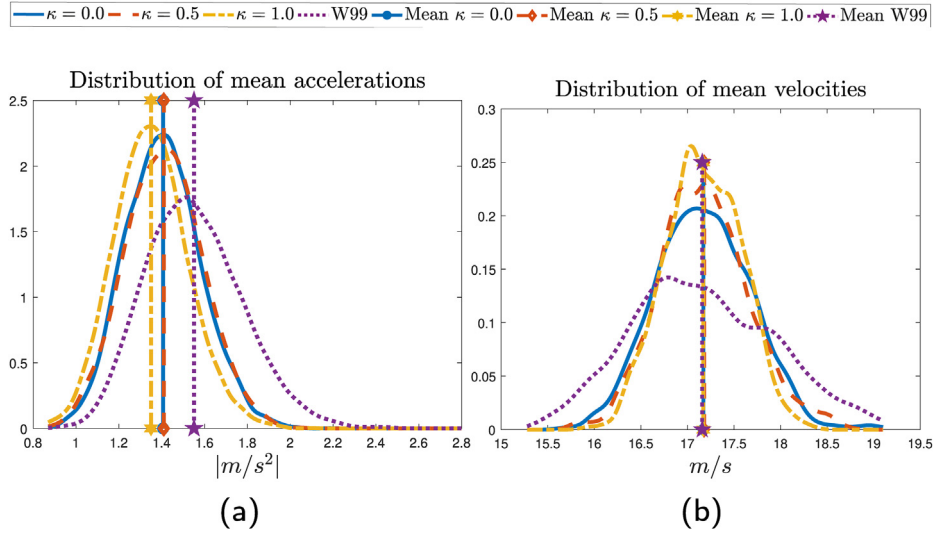 κ = 0.0 κ = 0.5 κ = 1.0 W99 Mean κ = 0.0 Mean κ = 0.5 Mean κ = 1.0 Mean W99
Distribution of mean accelerations
2.5
2
1.5
1
0.5
0
0.8 1 1.2 1.4 1.6 1.8 2 2.2 2.4 2.6 2.8
|m/s²|
(a)
Distribution of mean velocities
0.3
0.25
0.2
0.15
0.1
0.05
0
15 15.5 16 16.5 17 17.5 18 18.5 19 19.5
m/s
(b)